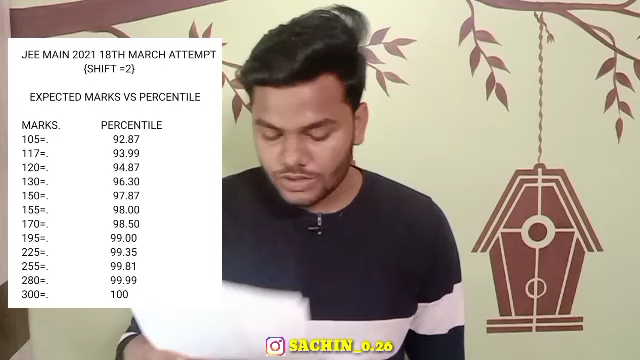 JEE MAIN 2021 18TH MARCH ATTEMPT
{SHIFT =2}
EXPECTED MARKS VS PERCENTILE
MARKS. PERCENTILE
105=. 92.87
117=. 93.99
120=. 94.87
130=. 96.30
150=. 97.87
155=. 98.00
170=. 98.50
195=. 99.00
225=. 99.35
255=. 99.81
280=. 99.99
300=. 100
SACHIN_0.26